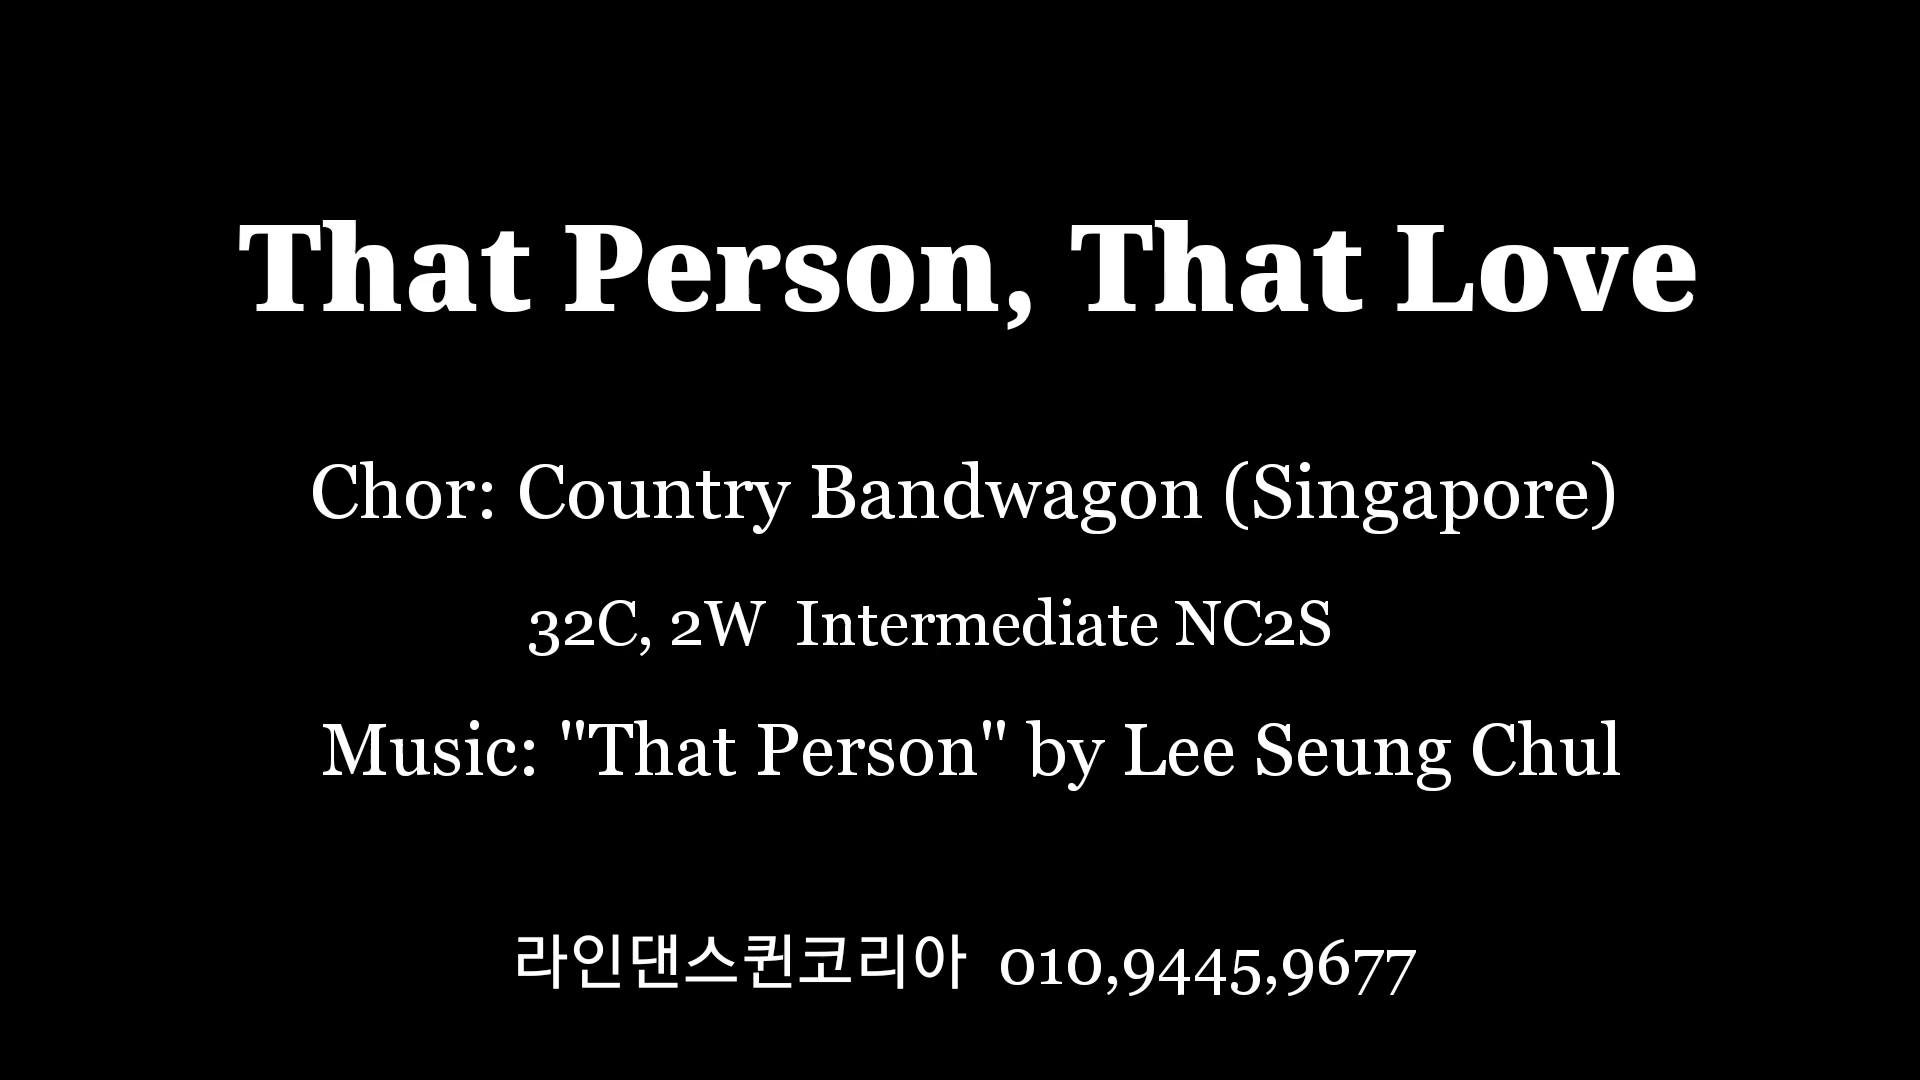 That Person, That Love
Chor: Country Bandwagon (Singapore)
32C, 2W  Intermediate NC2S
Music: "That Person" by Lee Seung Chul
라인댄스퀸코리아  010,9445,9677